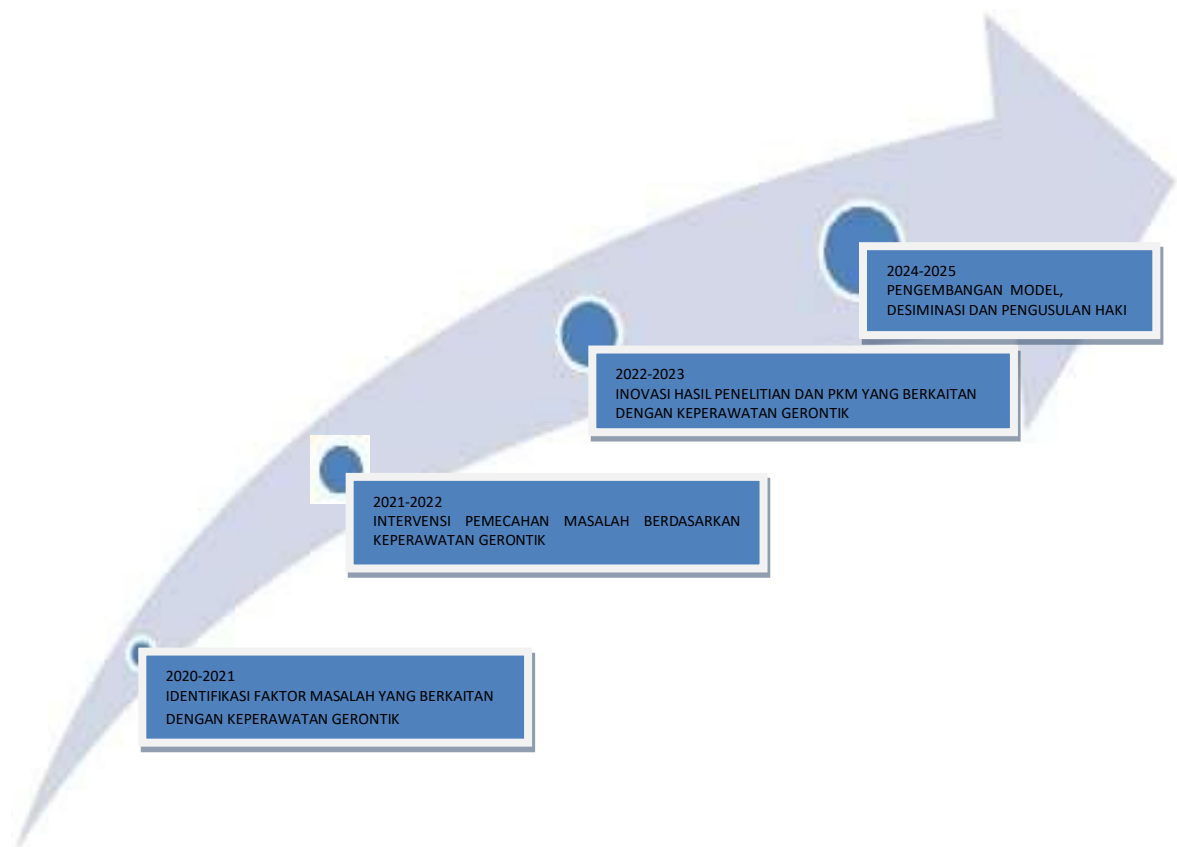 2024-2025
PENGEMBANGAN MODEL,
DESIMINASI DAN PENGUSULAN HAKI
2022-2023
INOVASI HASIL PENELITIAN DAN PKM YANG BERKAITAN
DENGAN KEPERAWATAN GERONTIK
2021-2022
INTERVENSI PEMECAHAN MASALAH BERDASARKAN
KEPERAWATAN GERONTIK
2020-2021
IDENTIFIKASI FAKTOR MASALAH YANG BERKAITAN
DENGAN KEPERAWATAN GERONTIK